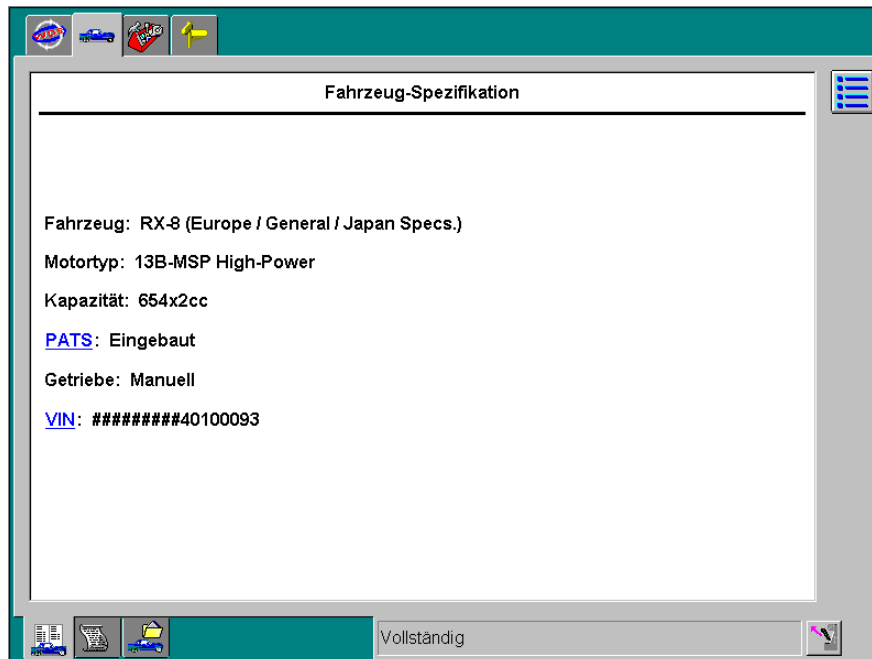 Fahrzeug-Spezifikation
Fahrzeug: RX-8 (Europe / General / Japan Specs.)
Motortyp: 13B-MSP High-Power
Kapazität: 654x2cc
PATS: Eingebaut
Getriebe: Manuell
VIN: #########40100093
Vollständig